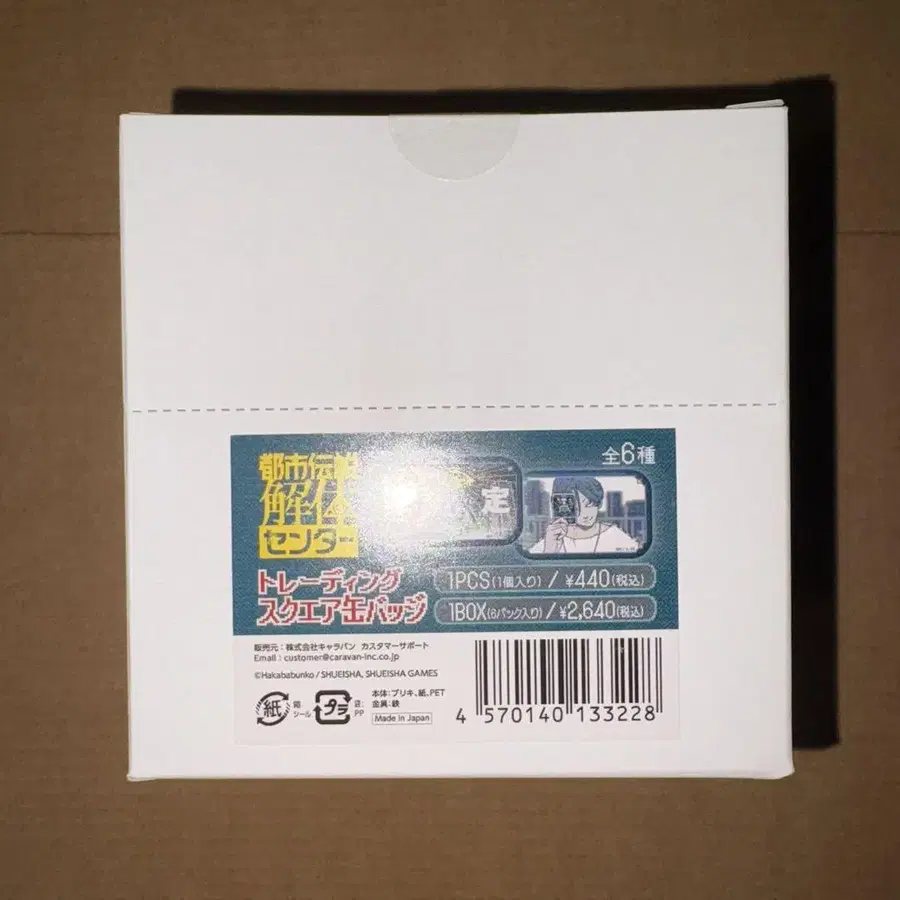 全6種
都市伝説
解体
センター
定
トレーディング
スクエア缶バッジ
1PCS(1個入り) / ¥440(税込)
1BOX(6パック入り) / ¥2,640(税込)
販売元:株式会社キャラバン カスタマーサポート
Email:customer@caravan-inc.co.jp
©Hakababunko / SHUEISHA, SHUEISHA GAMES
紙
箱
シール
プラ
袋:
PP
本体:ブリキ、紙、PET
金具:鉄
Made in Japan
4 570140 133228